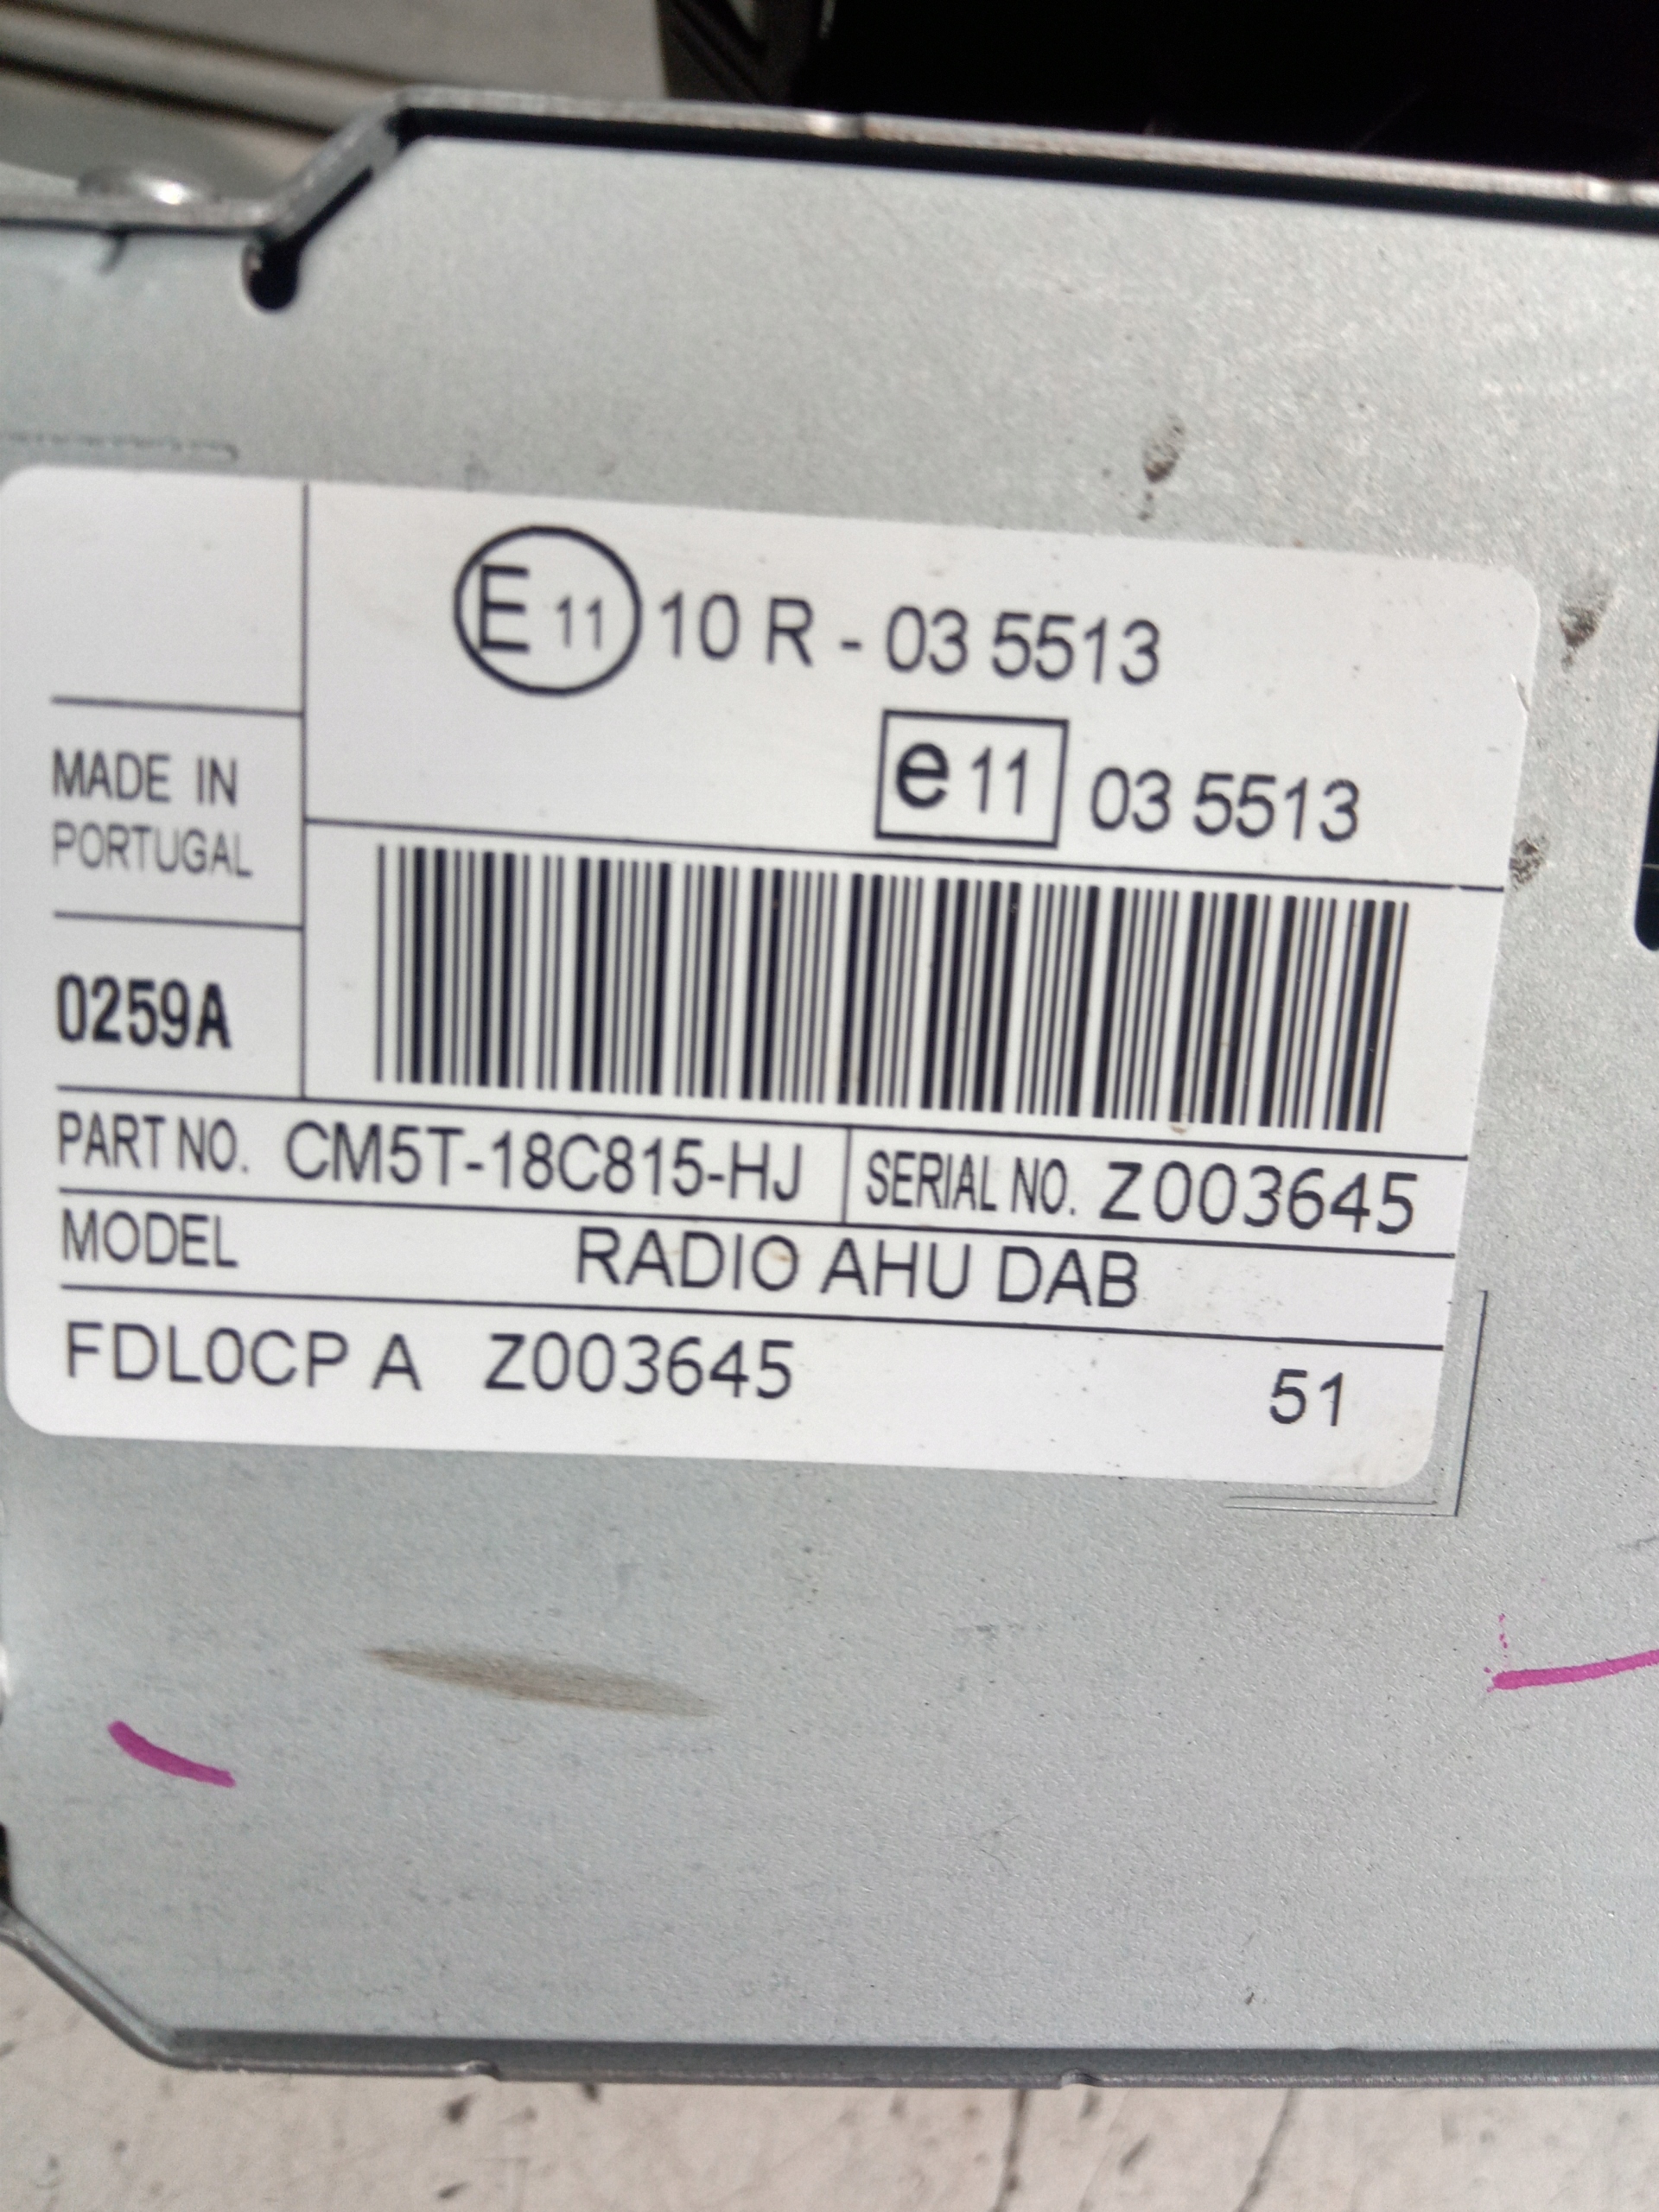 E 11 10 R - 03 5513
e 11 03 5513
MADE IN
PORTUGAL
0259A
PART NO. CM5T-18C815-HJ SERIAL NO. Z003645
MODEL RADIO AHU DAB
FDL0CP A Z003645 51